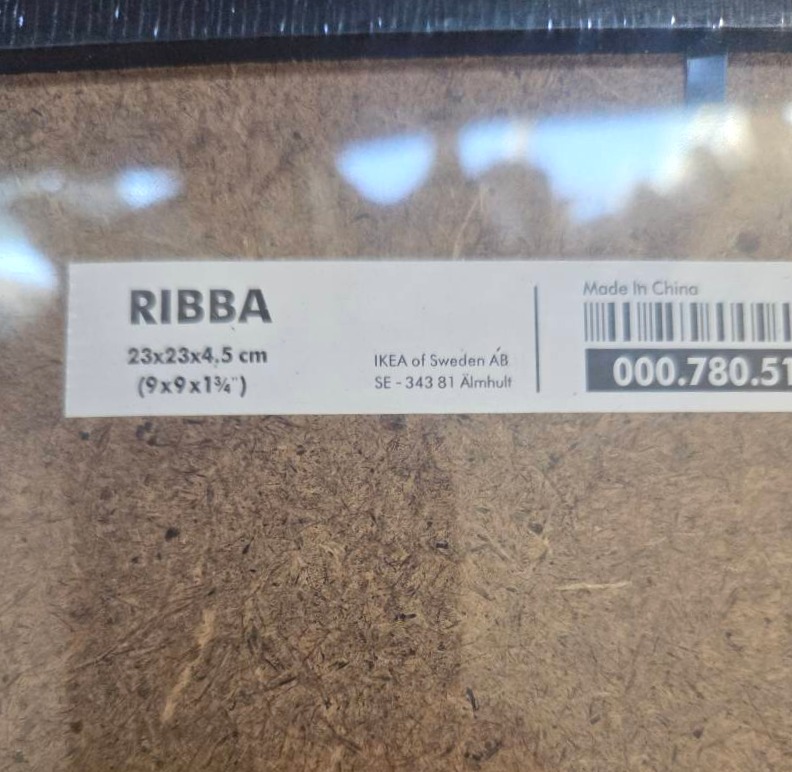 RIBBA
23x23x4,5 cm
(9x9x1¾")
IKEA of Sweden AB
SE - 343 81 Älmhult
Made In China
000.780.51